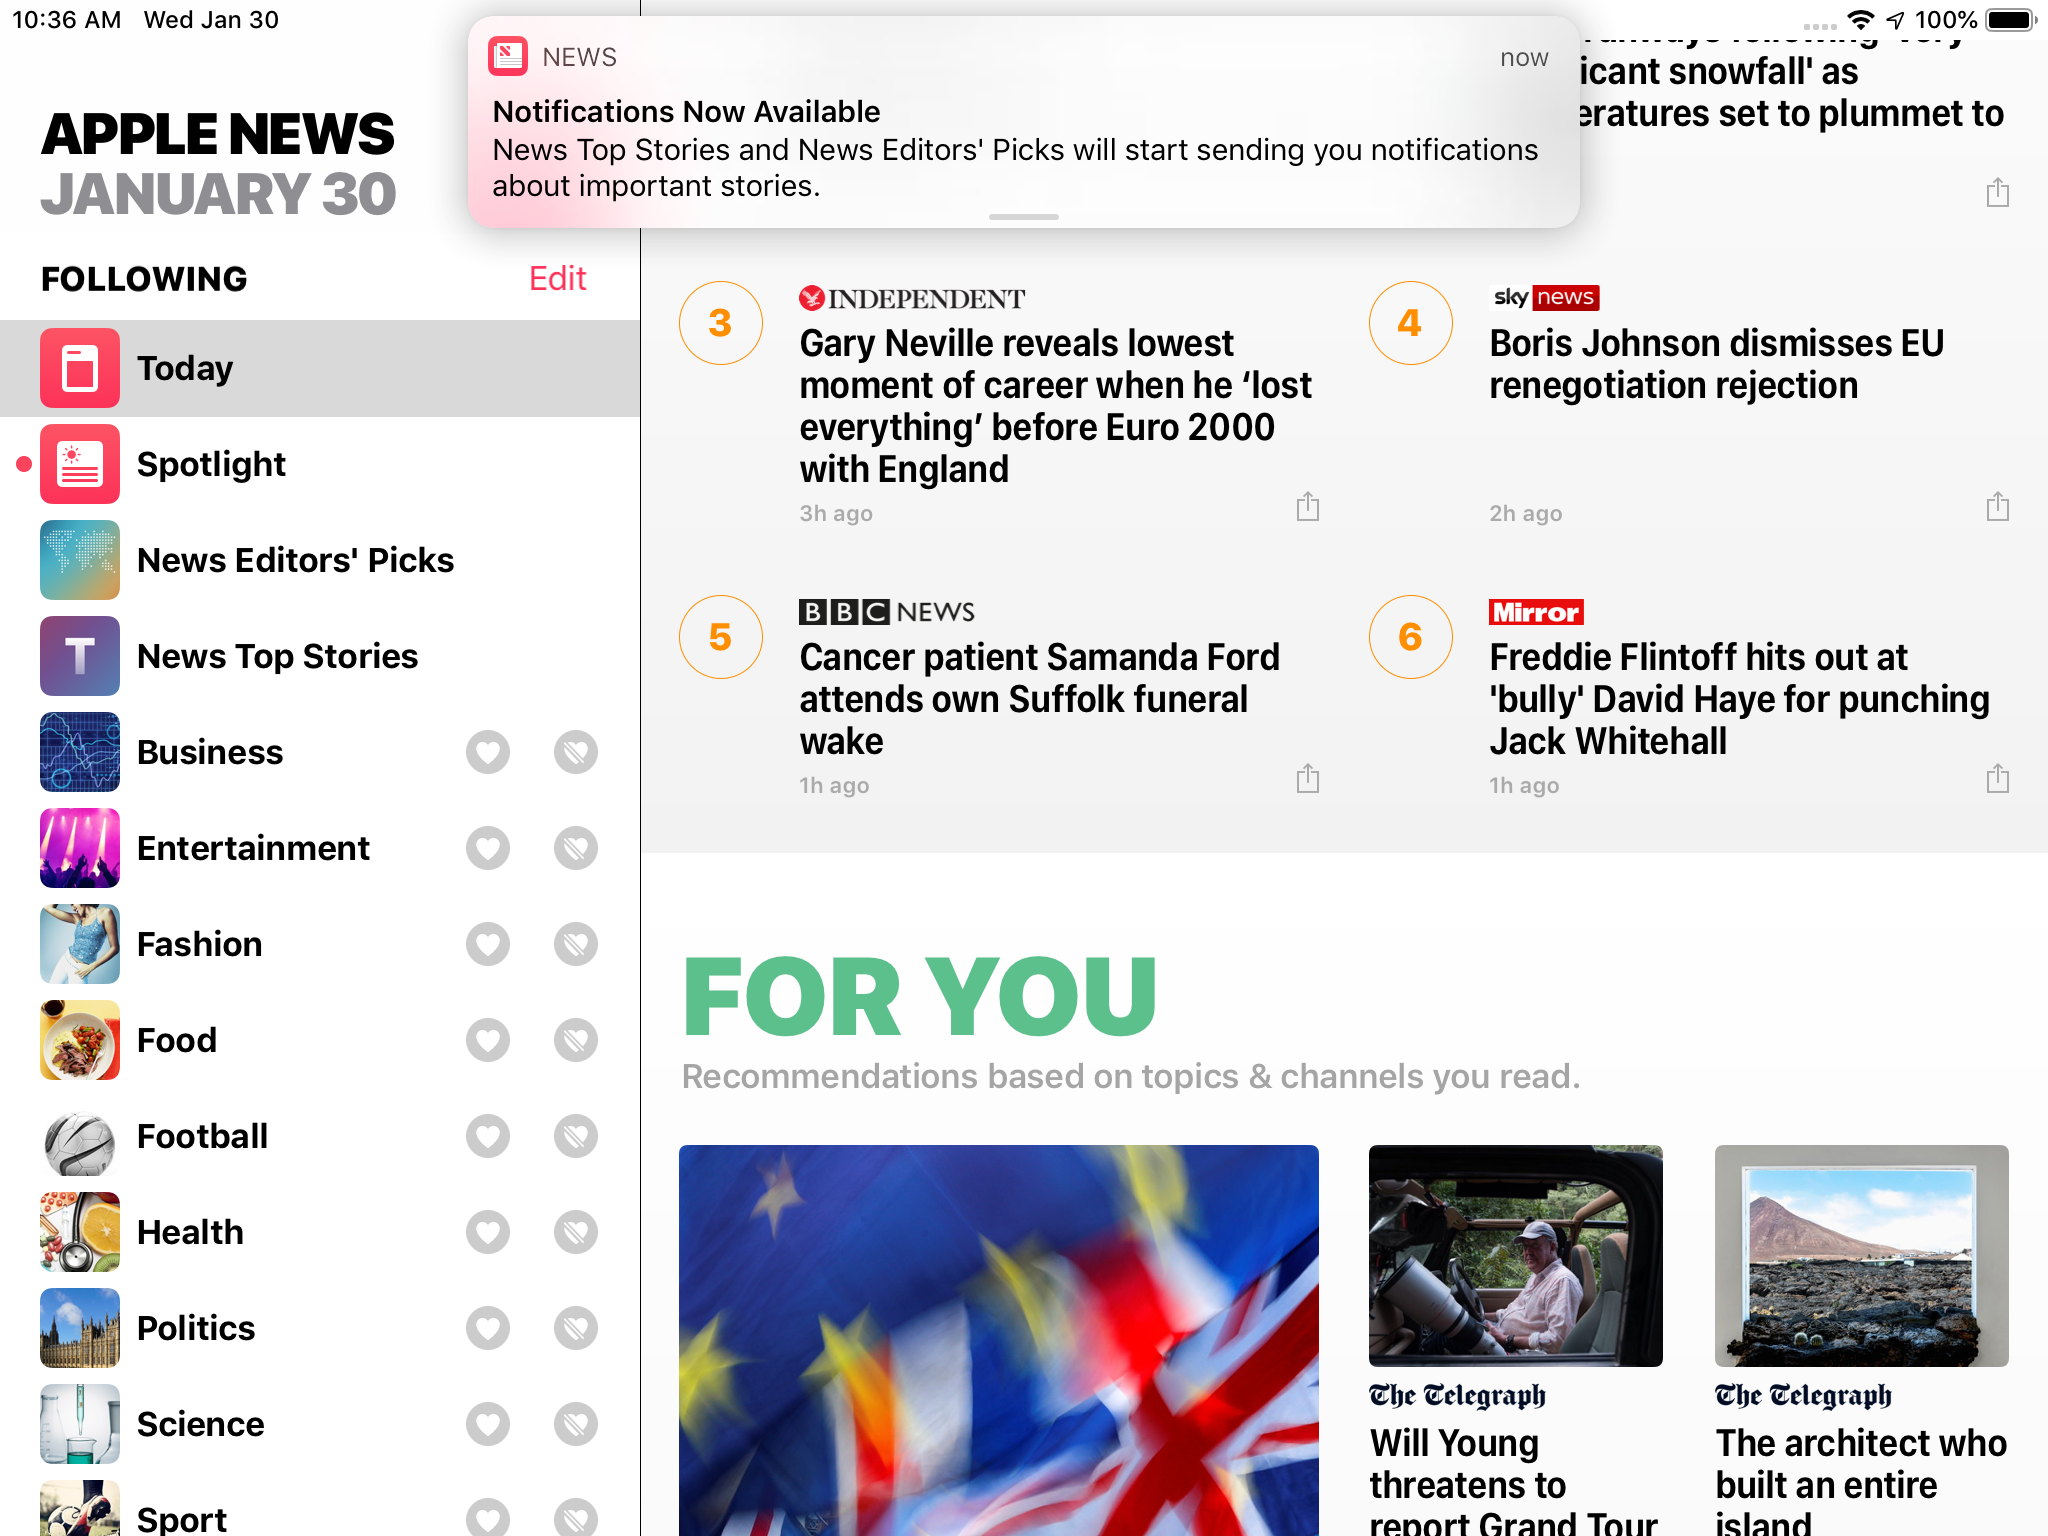 10:36 AM Wed Jan 30
100%
NEWS
now
Notifications Now Available
News Top Stories and News Editors' Picks will start sending you notifications
about important stories.
APPLE NEWS
JANUARY 30
FOLLOWING
Edit
Today
Spotlight
News Editors' Picks
T
News Top Stories
Business
Entertainment
Fashion
Food
Football
Health
Politics
Science
Sport
icant snowfall' as
eratures set to plummet to
3
INDEPENDENT
Gary Neville reveals lowest
moment of career when he ‘lost
everything’ before Euro 2000
with England
3h ago
4
sky news
Boris Johnson dismisses EU
renegotiation rejection
2h ago
5
BBC NEWS
Cancer patient Samanda Ford
attends own Suffolk funeral
wake
1h ago
6
Mirror
Freddie Flintoff hits out at
'bully' David Haye for punching
Jack Whitehall
1h ago
FOR YOU
Recommendations based on topics & channels you read.
The Telegraph
Will Young
threatens to
report Grand Tour
The Telegraph
The architect who
built an entire
island